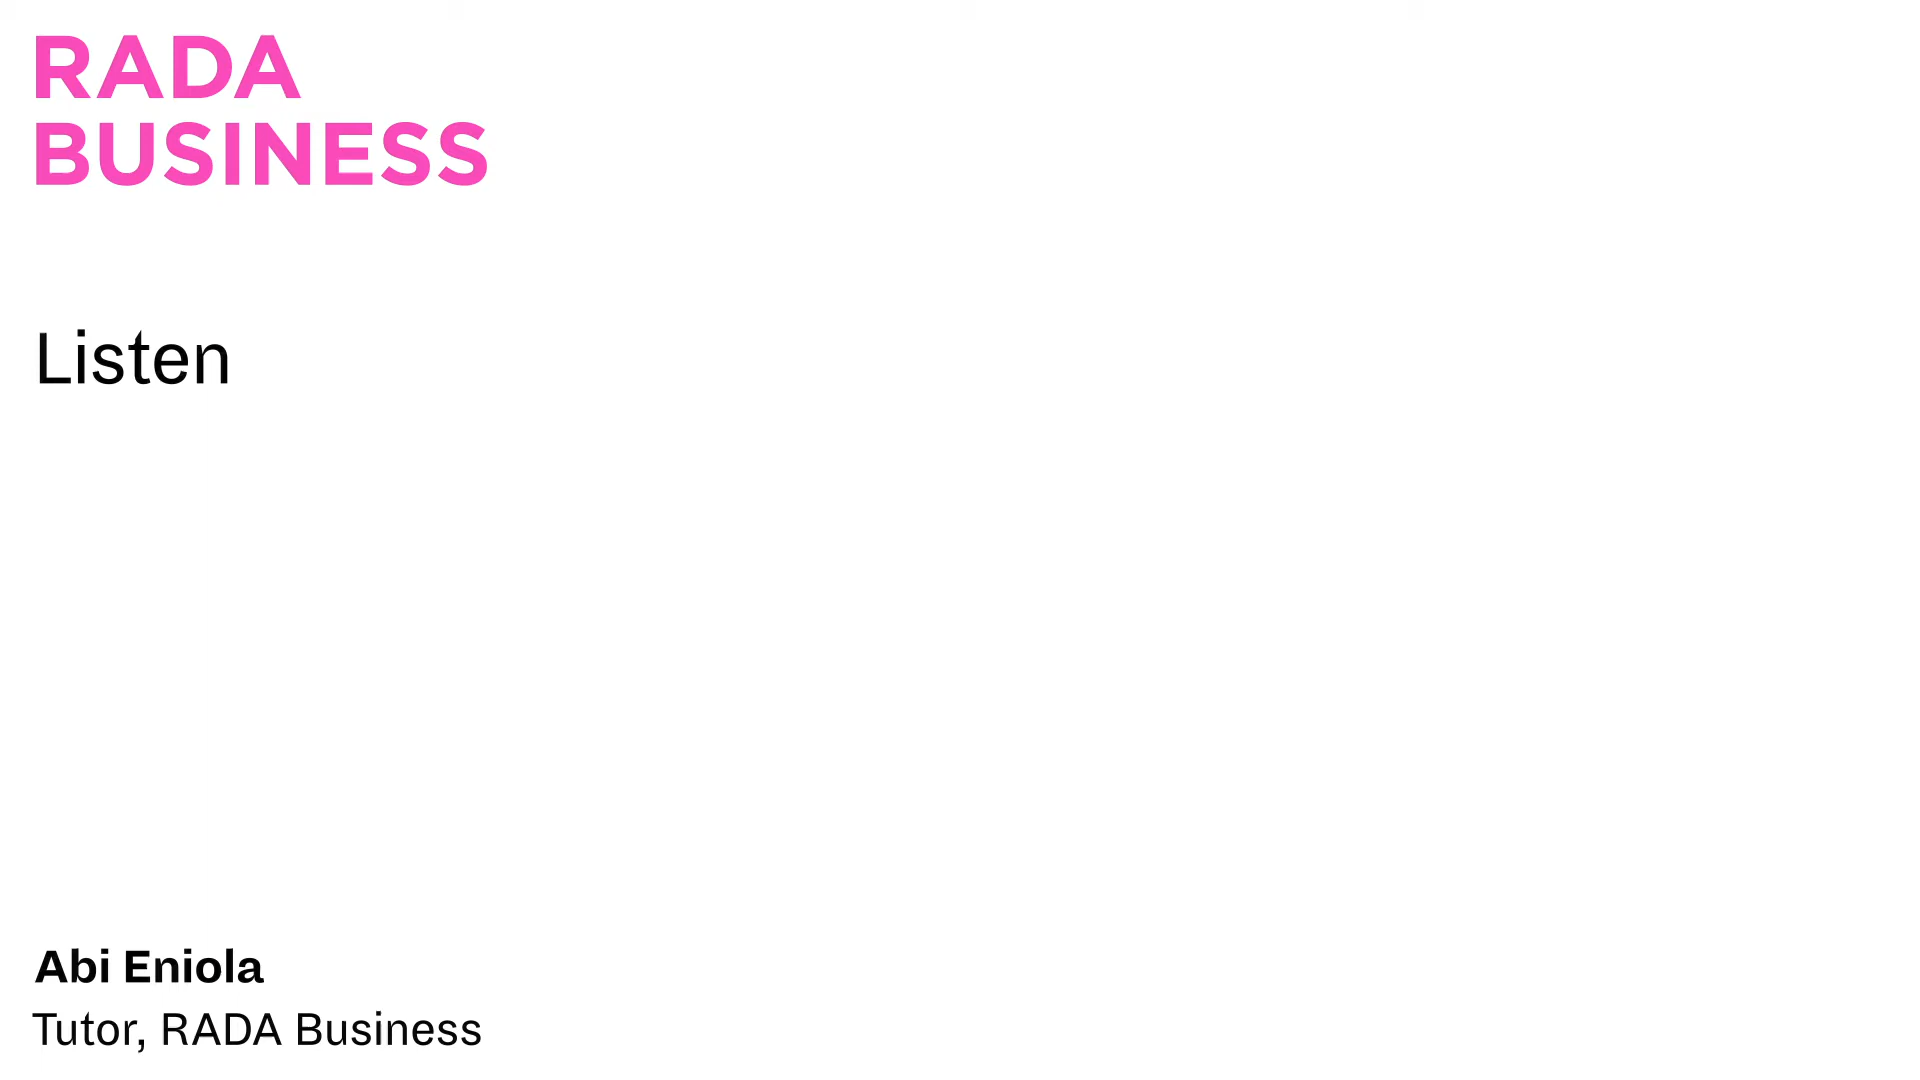 RADA
BUSINESS
Listen
Abi Eniola
Tutor, RADA Business